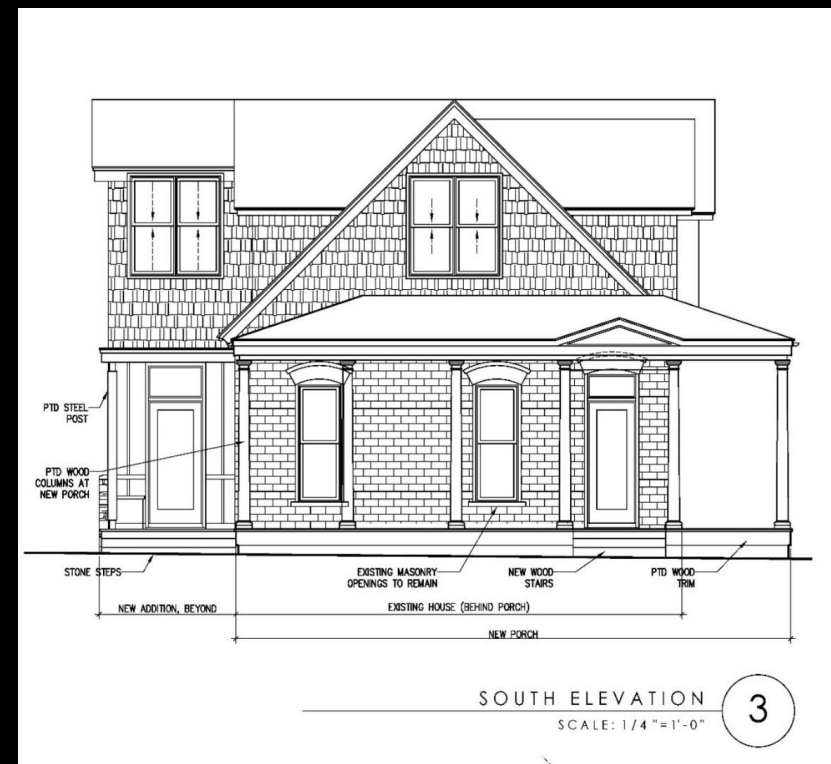 PTD STEEL
POST
PTD WOOD
COLUMNS AT
NEW PORCH
STONE STEPS
EXISTING MASONRY
OPENINGS TO REMAIN
NEW WOOD
STAIRS
PTD WOOD
TRIM
NEW ADDITION, BEYOND
EXISTING HOUSE (BEHIND PORCH)
NEW PORCH
SOUTH ELEVATION
SCALE: 1/4"=1'-0"
3